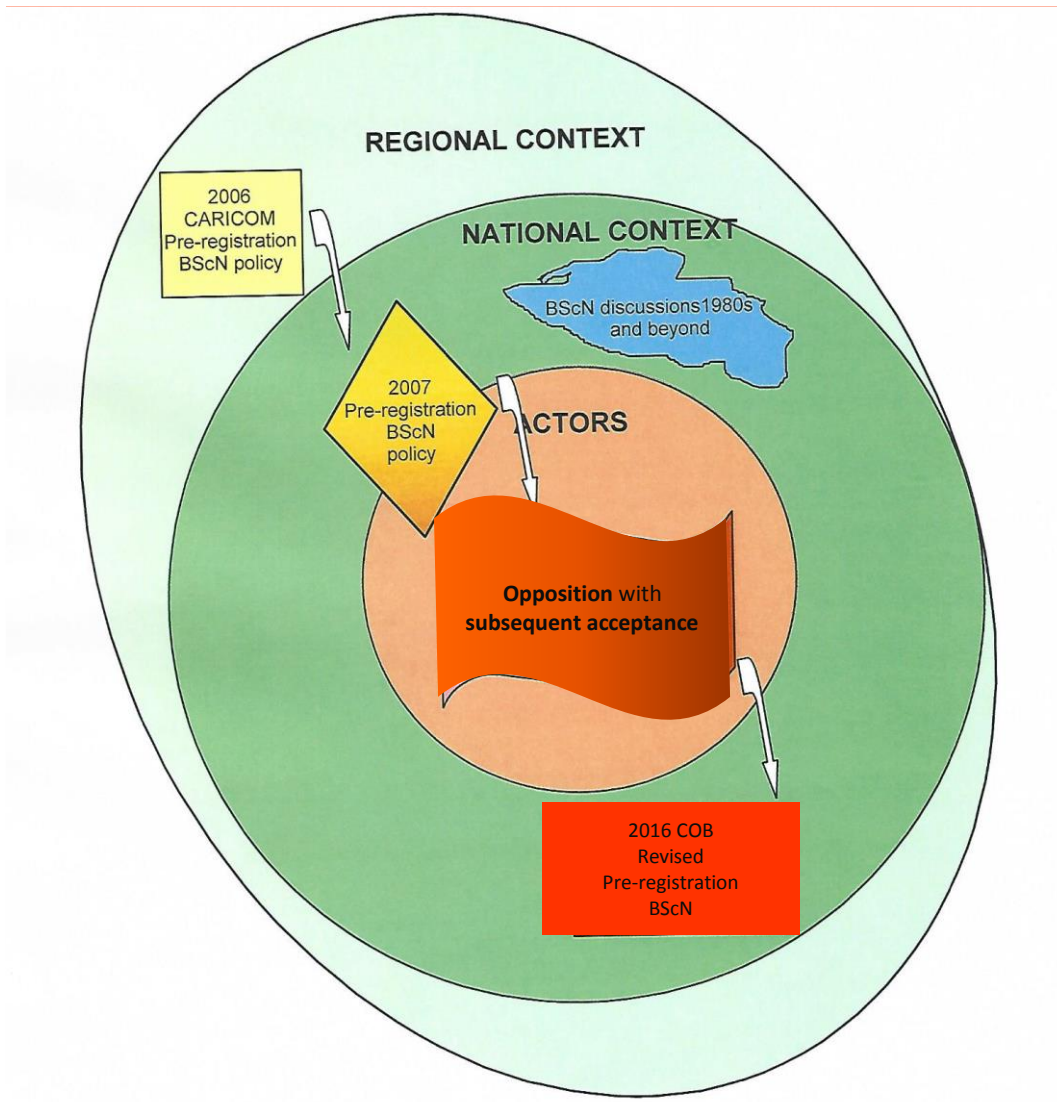 REGIONAL CONTEXT
2006
CARICOM
Pre-registration
BScN policy
NATIONAL CONTEXT
BScN discussions1980s
and beyond
2007
Pre-registration
BScN
policy
ACTORS
Opposition with
subsequent acceptance
2016 COB
Revised
Pre-registration
BScN